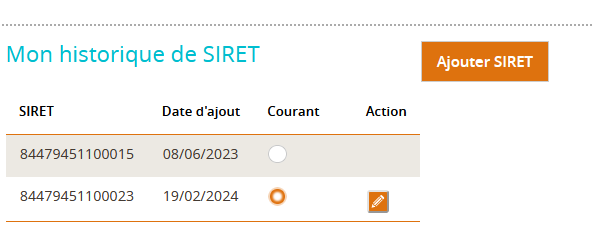 Mon historique de SIRET
Ajouter SIRET
SIRET Date d'ajout Courant Action
84479451100015 08/06/2023
84479451100023 19/02/2024